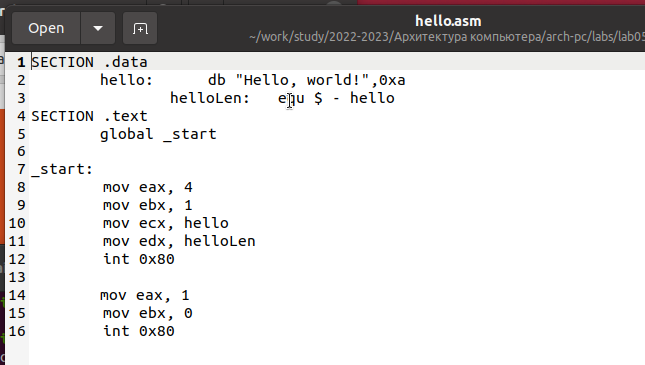 Open
hello.asm
~/work/study/2022-2023/Архитектура компьютера/arch-pc/labs/lab05
1 SECTION .data
2 hello: db "Hello, world!",0xa
3 helloLen: equ $ - hello
4 SECTION .text
5 global _start
6
7 _start:
8 mov eax, 4
9 mov ebx, 1
10 mov ecx, hello
11 mov edx, helloLen
12 int 0x80
13
14 mov eax, 1
15 mov ebx, 0
16 int 0x80